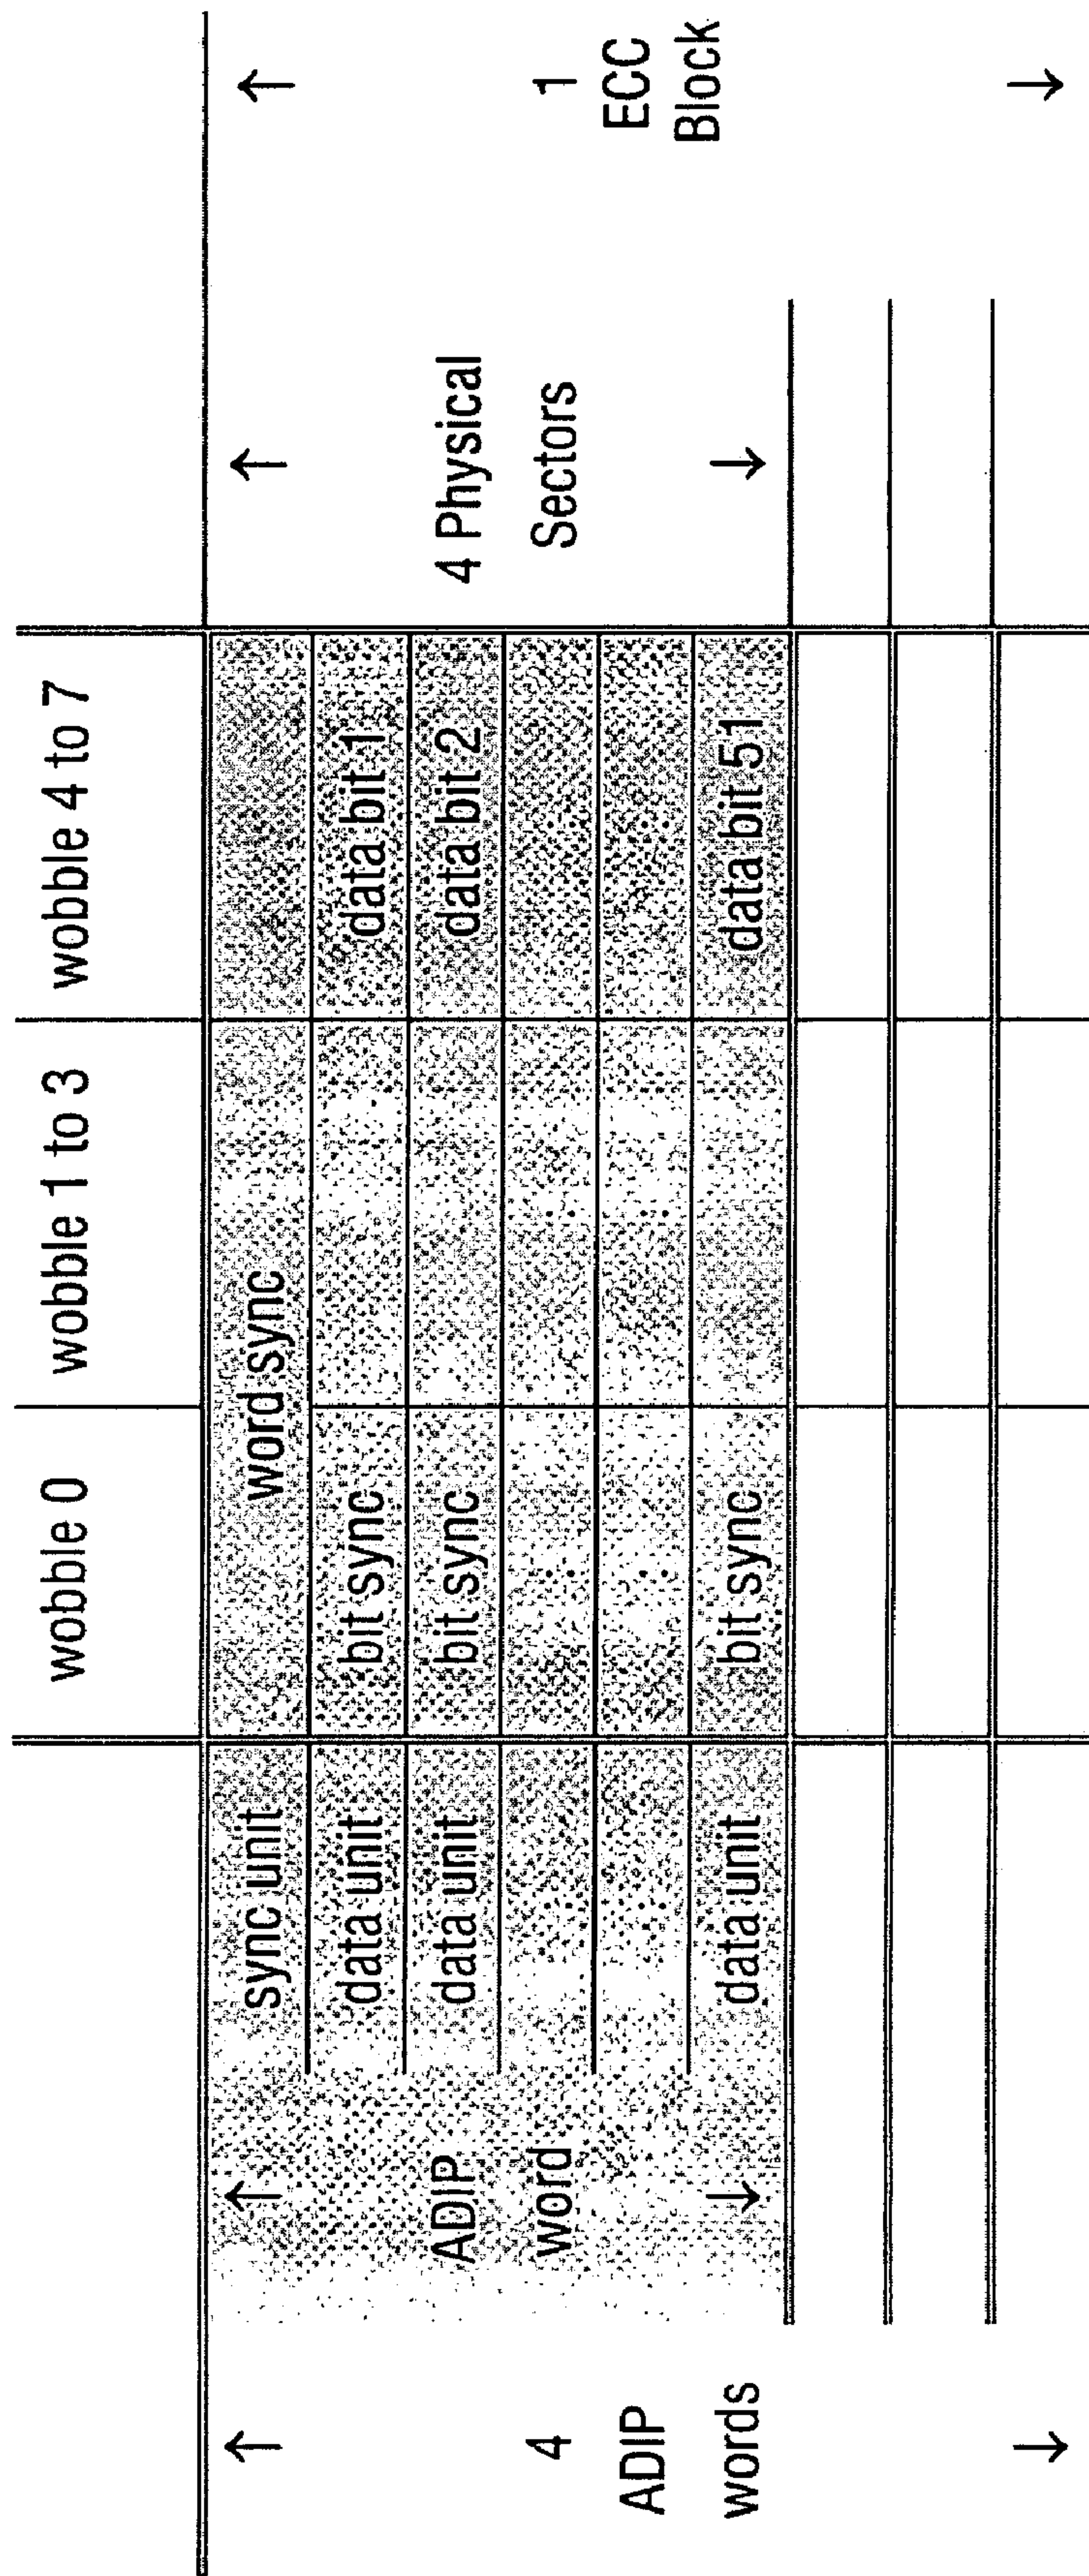 wobble 0 wobble 1 to 3 wobble 4 to 7
↑ ↑ sync unit word sync ↑ ↑
data unit bit sync data bit 1
4 ADIP data unit bit sync data bit 2 4 Physical 1
ADIP word : : : Sectors ECC
words ↓ data unit bit sync data bit 51 ↓ Block
↓ ↓